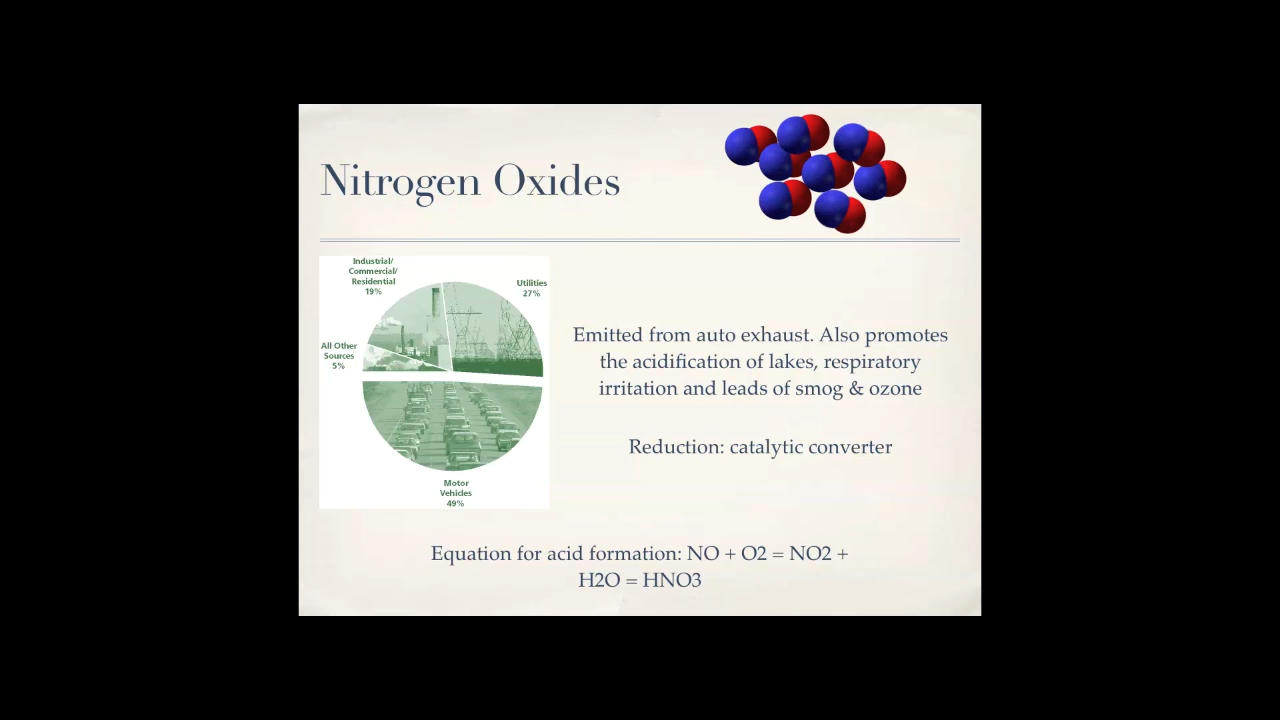 Nitrogen Oxides
Industrial/
Commercial/
Residential
19%
Utilities
27%
All Other
Sources
5%
Motor
Vehicles
49%
Emitted from auto exhaust. Also promotes
the acidification of lakes, respiratory
irritation and leads of smog & ozone
Reduction: catalytic converter
Equation for acid formation: NO + O2 = NO2 +
H2O = HNO3